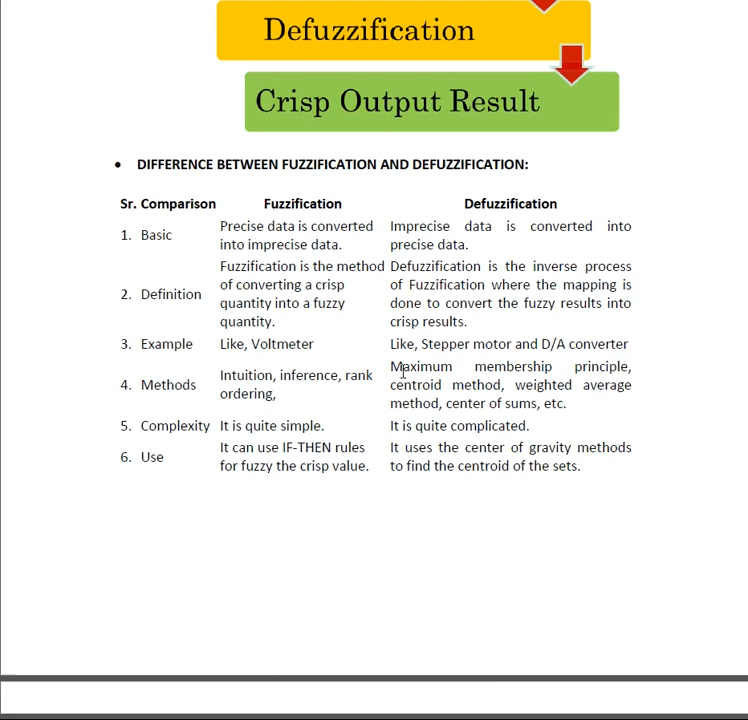 Defuzzification
Crisp Output Result
• DIFFERENCE BETWEEN FUZZIFICATION AND DEFUZZIFICATION:
Sr. Comparison Fuzzification Defuzzification
1. Basic Precise data is converted into imprecise data. Imprecise data is converted into precise data.
2. Definition Fuzzification is the method of converting a crisp quantity into a fuzzy quantity. Defuzzification is the inverse process of Fuzzification where the mapping is done to convert the fuzzy results into crisp results.
3. Example Like, Voltmeter Like, Stepper motor and D/A converter
4. Methods Intuition, inference, rank ordering, Maximum membership principle, centroid method, weighted average method, center of sums, etc.
5. Complexity It is quite simple. It is quite complicated.
6. Use It can use IF-THEN rules for fuzzy the crisp value. It uses the center of gravity methods to find the centroid of the sets.